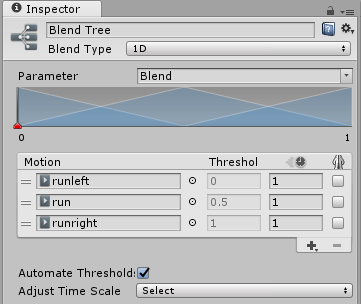 Inspector
Blend Tree
Blend Type 1D
Parameter Blend
0 1
Motion Threshol
runleft 0 1
run 0.5 1
runright 1 1
Automate Threshold:
Adjust Time Scale Select